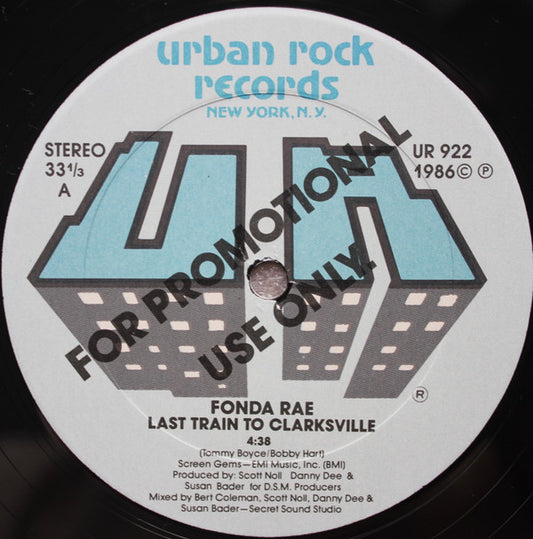 urban rock
records
NEW YORK, N.Y.
STEREO
33 1/3
A
UR 922
1986 © ℗
FOR PROMOTIONAL
USE ONLY.
®
FONDA RAE
LAST TRAIN TO CLARKSVILLE
4:38
(Tommy Boyce/Bobby Hart)
Screen Gems—EMI Music, Inc. (BMI)
Produced by: Scott Noll, Danny Dee &
Susan Bader for D.S.M. Producers
Mixed by Bert Coleman, Scott Noll, Danny Dee &
Susan Bader—Secret Sound Studio